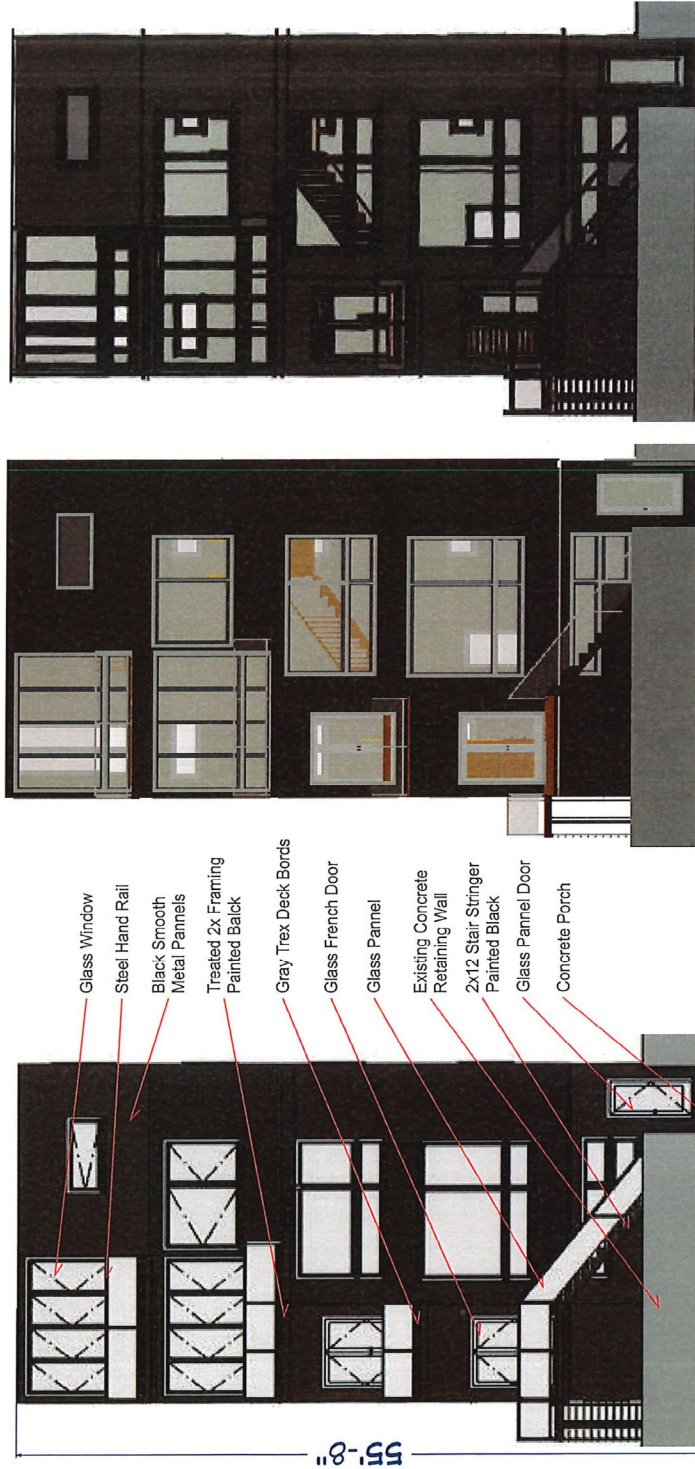 Glass Window
Steel Hand Rail
Black Smooth
Metal Pannels
Treated 2x Framing
Painted Balck
Gray Trex Deck Bords
Glass French Door
Glass Pannel
Existing Concrete
Retaining Wall
2x12 Stair Stringer
Painted Black
Glass Pannel Door
Concrete Porch
55'-8"